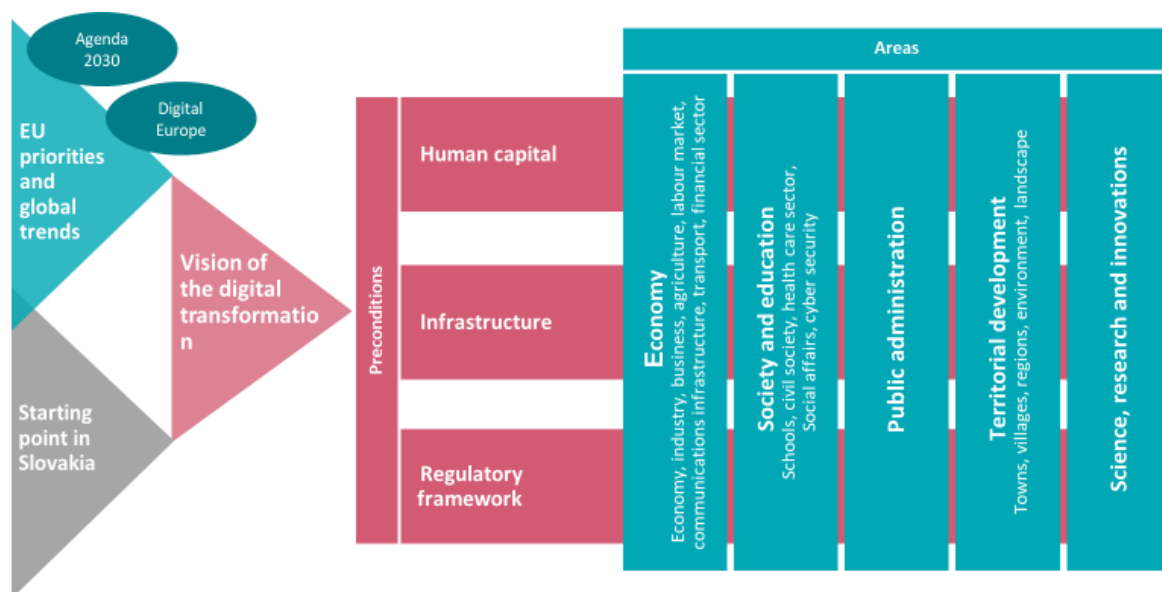 Agenda
2030
Digital
Europe
EU
priorities
and
global
trends
Starting
point in
Slovakia
Vision of
the digital
transformatio
n
Preconditions
Human capital
Infrastructure
Regulatory
framework
Areas
Economy
Economy, industry, business, agriculture, labour market,
communications infrastructure, transport, financial sector
Society and education
Schools, civil society, health care sector,
Social affairs, cyber security
Public administration
Territorial development
Towns, villages, regions, environment, landscape
Science, research and innovations